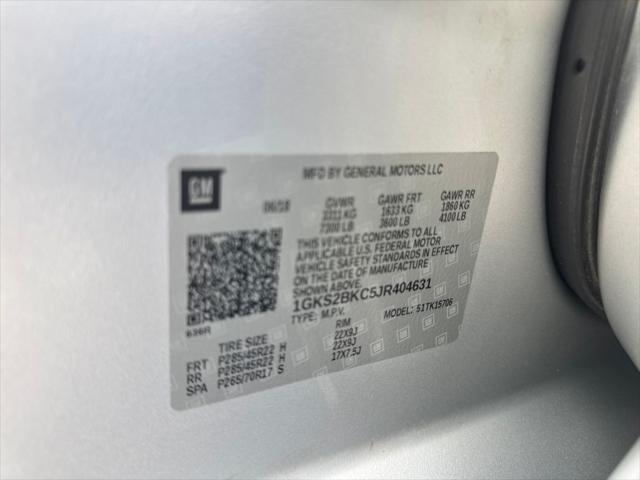 MFD BY GENERAL MOTORS LLC
GM
06/18 GVWR GAWR FRT GAWR RR
3311 KG 1633 KG 1860 KG
7300 LB 3600 LB 4100 LB
THIS VEHICLE CONFORMS TO ALL
APPLICABLE U.S. FEDERAL MOTOR
VEHICLE SAFETY STANDARDS IN EFFECT
ON THE DATE OF MANUFACTURE SHOWN ABOVE.
1GKS2BKC5JR404631
TYPE: M.P.V. MODEL: 51TK15706
636R
TIRE SIZE RIM
FRT P285/45R22 H 22X9J
RR P285/45R22 H 22X9J
SPA P265/70R17 S 17X7.5J